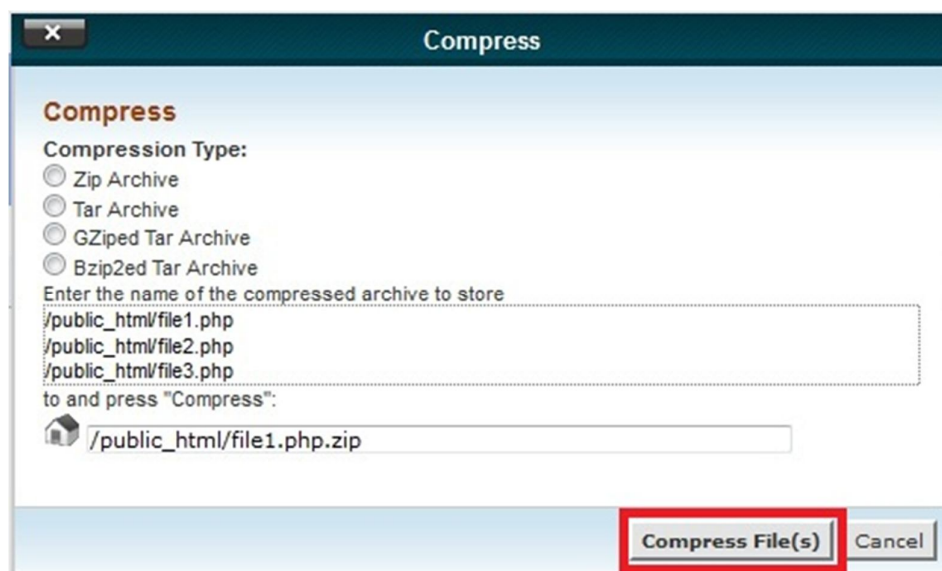 Compress
Compress
Compression Type:
Zip Archive
Tar Archive
GZiped Tar Archive
Bzip2ed Tar Archive
Enter the name of the compressed archive to store
/public_html/file1.php
/public_html/file2.php
/public_html/file3.php
to and press "Compress":
/public_html/file1.php.zip
Compress File(s) Cancel